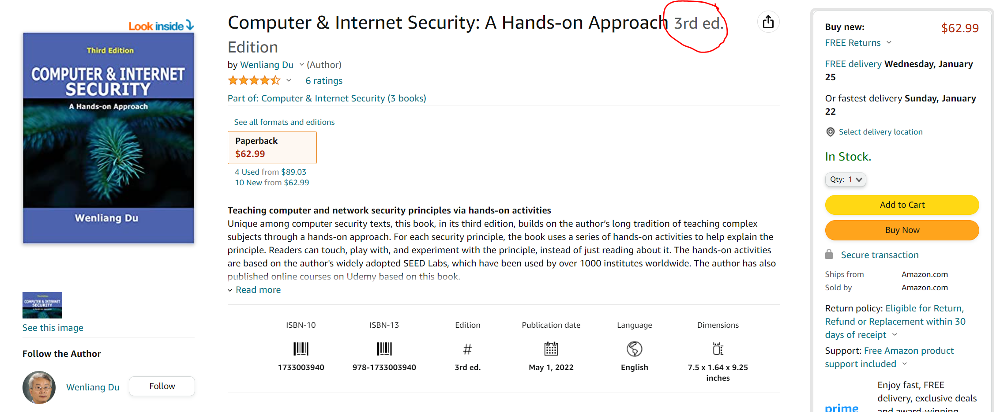 Look inside
Third Edition
COMPUTER & INTERNET
SECURITY
A Hands-on Approach
Wenliang Du
Third Edition
COMPUTER & INTERNET
SECURITY
A Hands-on Approach
See this image
Follow the Author
Wenliang Du
Follow
Computer & Internet Security: A Hands-on Approach 3rd ed.
Edition
by Wenliang Du (Author)
6 ratings
Part of: Computer & Internet Security (3 books)
See all formats and editions
Paperback
$62.99
4 Used from $89.03
10 New from $62.99
Teaching computer and network security principles via hands-on activities
Unique among computer security texts, this book, in its third edition, builds on the author’s long tradition of teaching complex
subjects through a hands-on approach. For each security principle, the book uses a series of hands-on activities to help explain the
principle. Readers can touch, play with, and experiment with the principle, instead of just reading about it. The hands-on activities
are based on the author's widely adopted SEED Labs, which have been used by over 1000 institutes worldwide. The author has also
published online courses on Udemy based on this book.
Read more
ISBN-10
1733003940
ISBN-13
978-1733003940
Edition
#
3rd ed.
Publication date
May 1, 2022
Language
English
Dimensions
7.5 x 1.64 x 9.25
inches
Buy new: $62.99
FREE Returns
FREE delivery Wednesday, January
25
Or fastest delivery Sunday, January
22
Select delivery location
In Stock.
Qty: 1
Add to Cart
Buy Now
Secure transaction
Ships from Amazon.com
Sold by Amazon.com
Return policy: Eligible for Return,
Refund or Replacement within 30
days of receipt
Support: Free Amazon product
support included
prime
Enjoy fast, FREE
delivery, exclusive deals
and award-winning